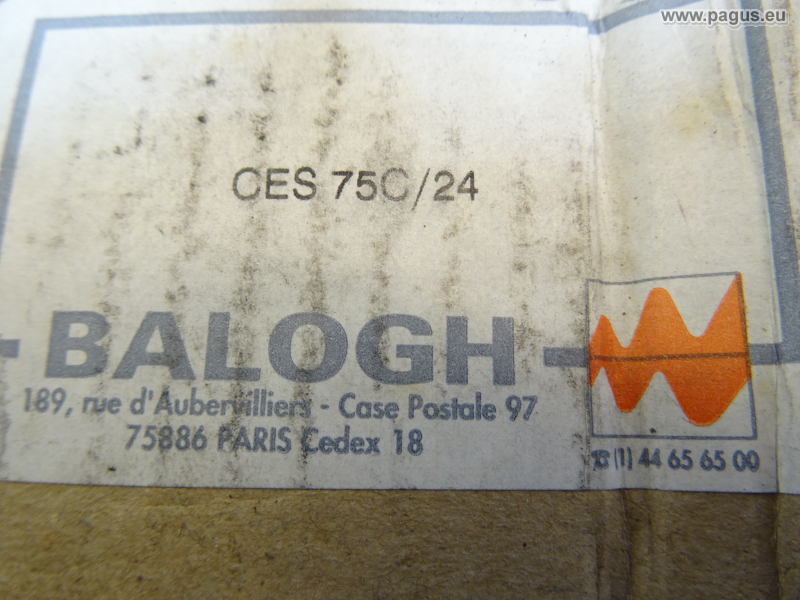 www.pagus.eu
CES 75C/24
BALOGH
189, rue d'Aubervilliers - Case Postale 97
75886 PARIS Cedex 18
☎ (1) 44 65 65 00